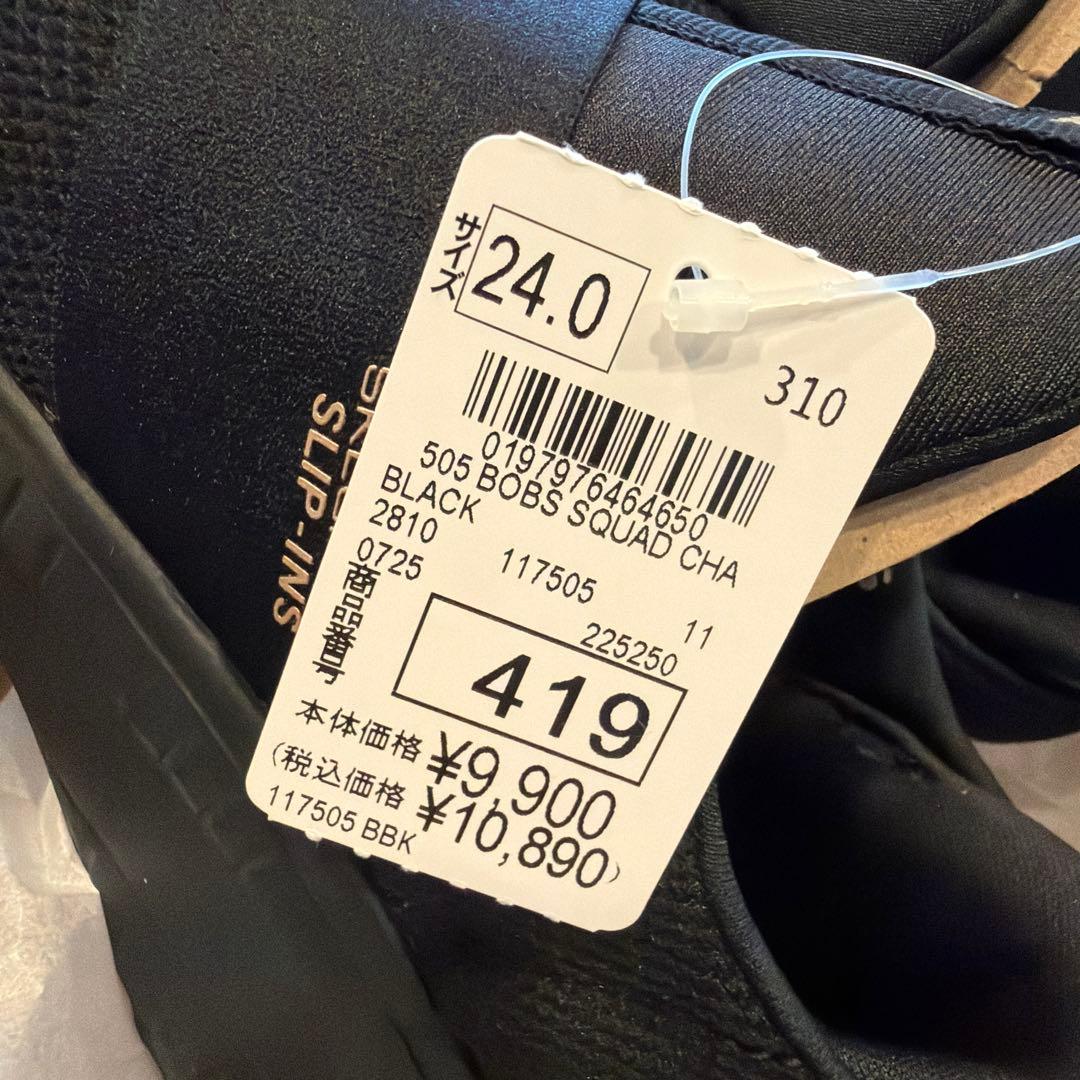 サイズ 24.0
310
0197976464650
505 BOBS SQUAD CHA
BLACK
2810 117505 11
0725 225250
商品番号 419
本体価格 ¥9,900
(税込価格 ¥10,890)
117505 BBK
SLIP-INS